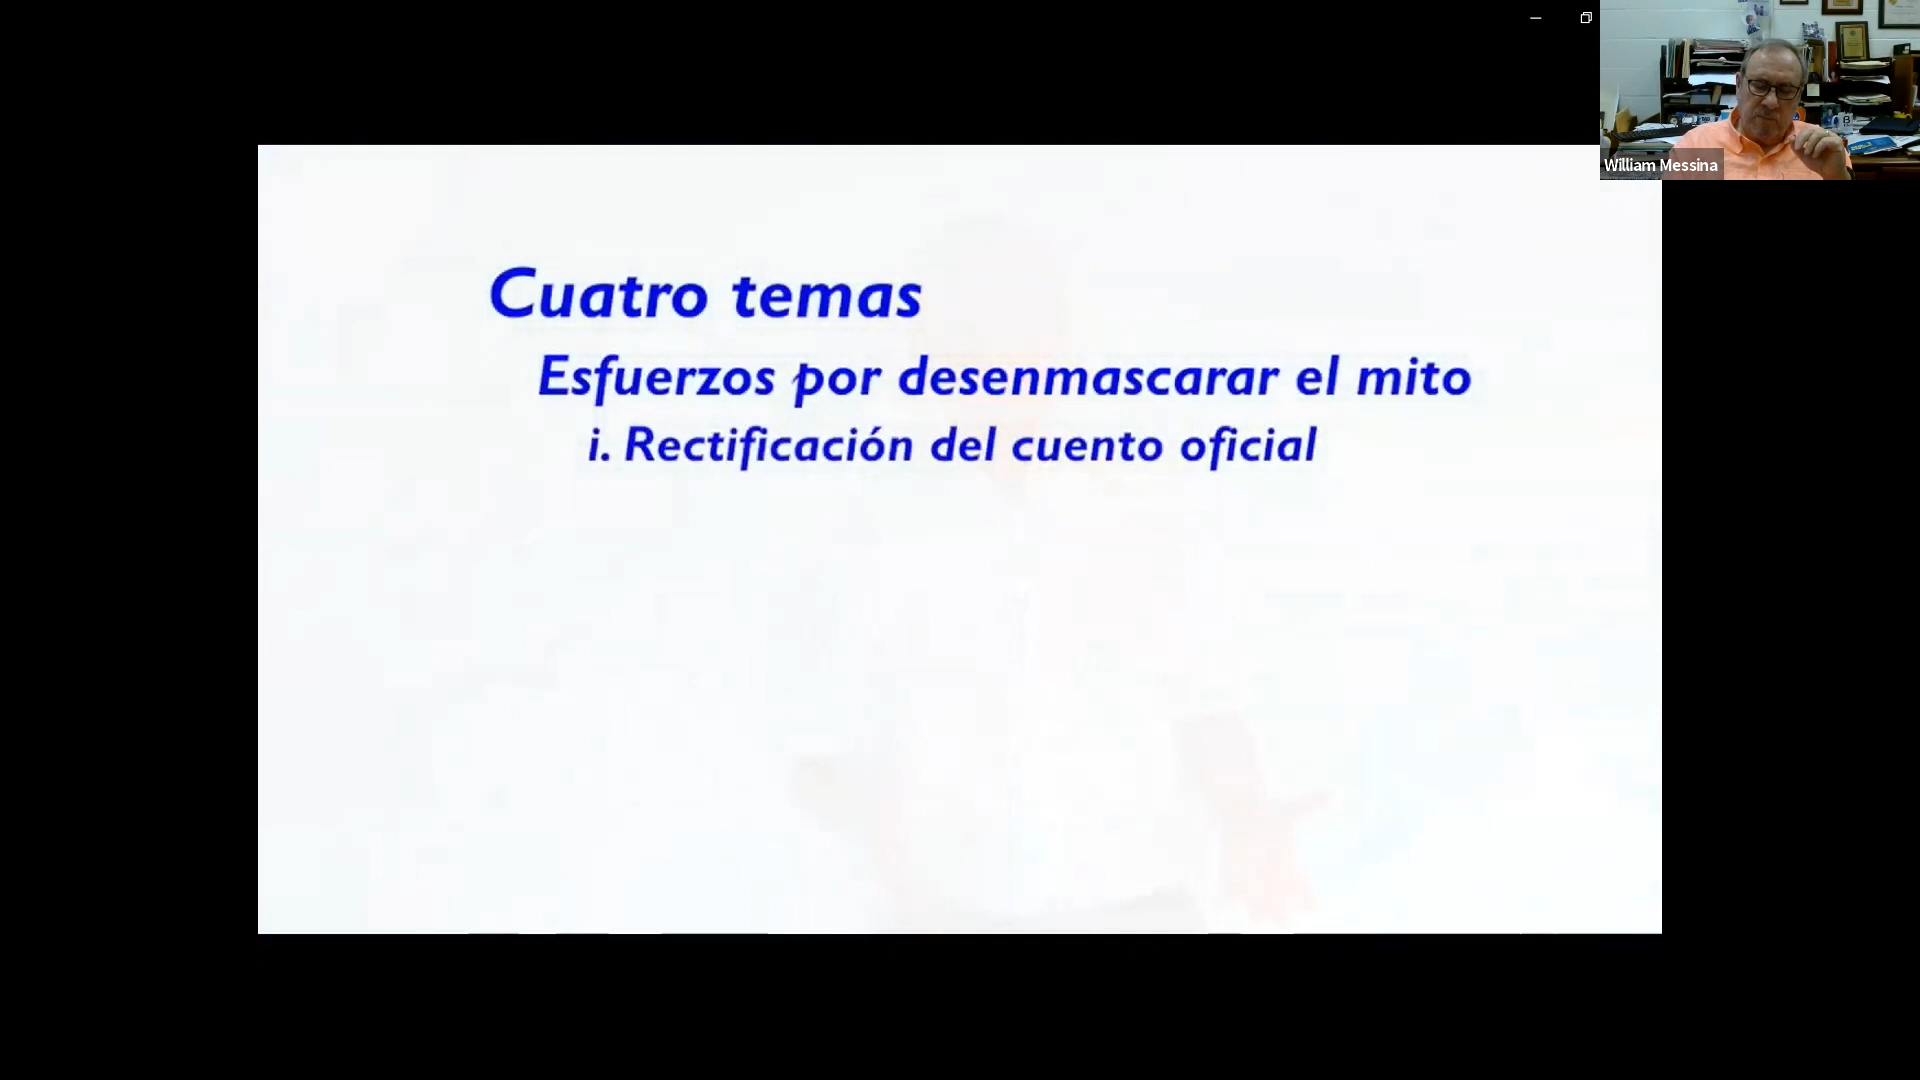 Cuatro temas
Esfuerzos por desenmascarar el mito
i. Rectificación del cuento oficial
William Messina